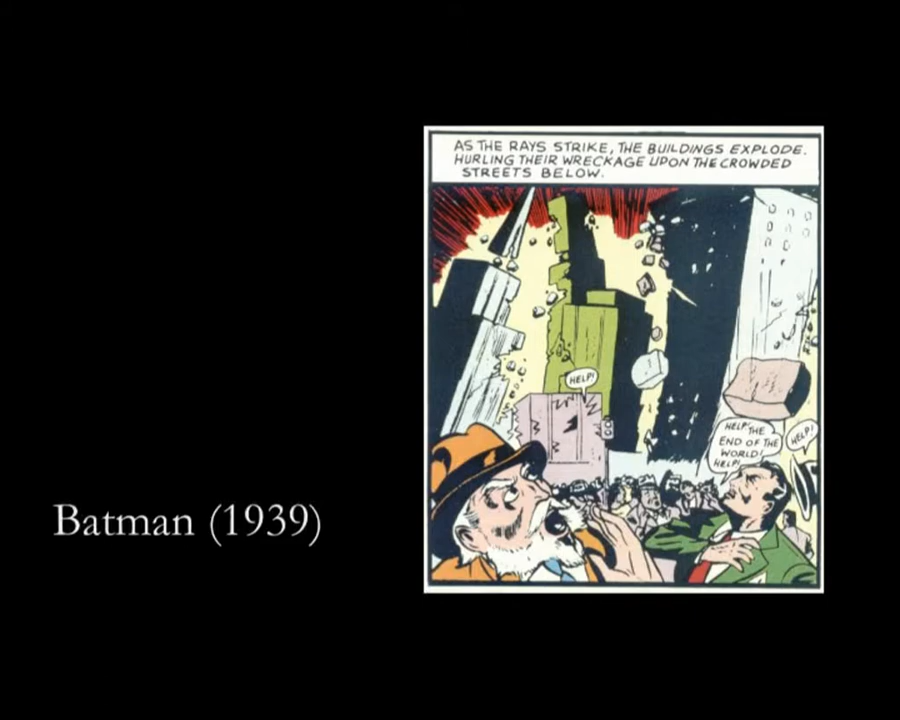 AS THE RAYS STRIKE, THE BUILDINGS EXPLODE.
HURLING THEIR WRECKAGE UPON THE CROWDED
STREETS BELOW.
HELP!
HELP! THE
END OF THE
WORLD!
HELP!
HELP!
Batman (1939)